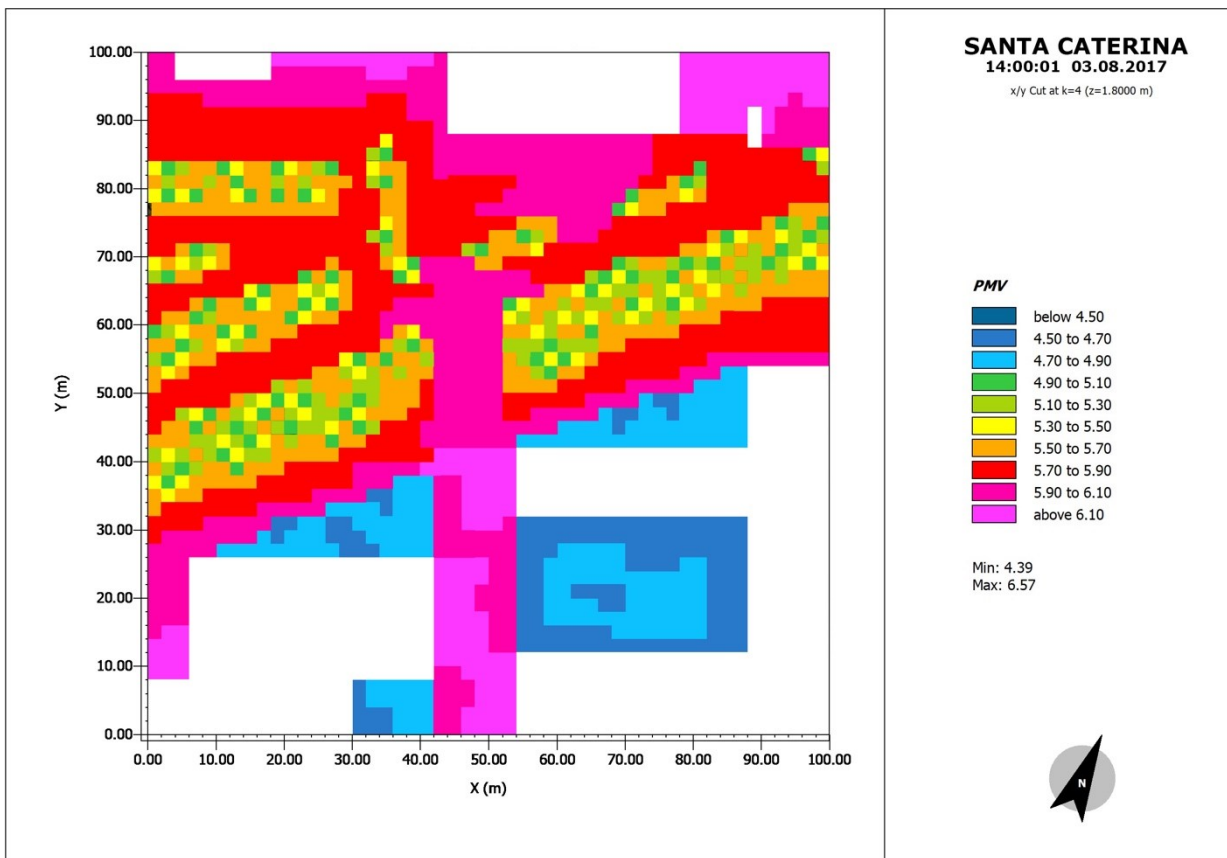 SANTA CATERINA
14:00:01 03.08.2017
x/y Cut at k=4 (z=1.8000 m)
100.00
90.00
80.00
70.00
60.00
50.00
40.00
30.00
20.00
10.00
0.00
Y (m)
0.00 10.00 20.00 30.00 40.00 50.00 60.00 70.00 80.00 90.00 100.00
X (m)
PMV
below 4.50
4.50 to 4.70
4.70 to 4.90
4.90 to 5.10
5.10 to 5.30
5.30 to 5.50
5.50 to 5.70
5.70 to 5.90
5.90 to 6.10
above 6.10
Min: 4.39
Max: 6.57
N